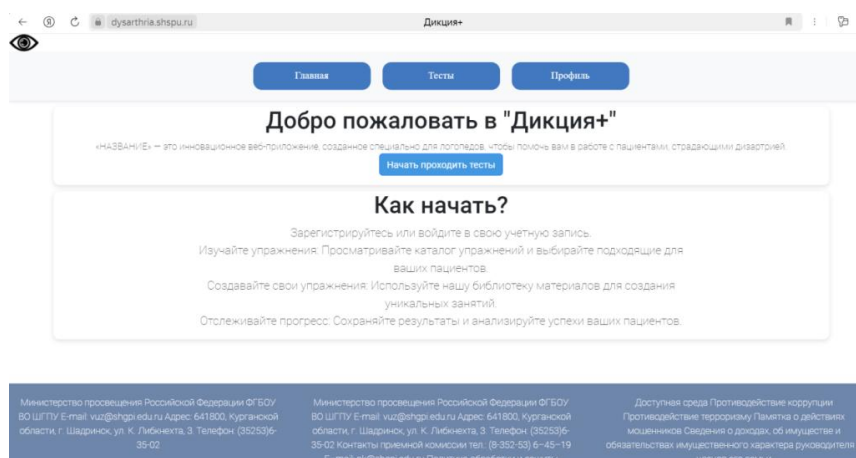 dysarthria.shspu.ru
Дикция+
Главная
Тесты
Профиль
Добро пожаловать в "Дикция+"
«НАЗВАНИЕ» — это инновационное веб-приложение, созданное специально для логопедов, чтобы помочь вам в работе с пациентами, страдающими дизартрией.
Начать проходить тесты
Как начать?
Зарегистрируйтесь или войдите в свою учетную запись.
Изучайте упражнения: Просматривайте каталог упражнений и выбирайте подходящие для
ваших пациентов.
Создавайте свои упражнения: Используйте нашу библиотеку материалов для создания
уникальных занятий.
Отслеживайте прогресс: Сохраняйте результаты и анализируйте успехи ваших пациентов.
Министерство просвещения Российской Федерации ФГБОУ
ВО ШГПУ E-mail: vuz@shgpi.edu.ru Адрес: 641800, Курганской
области, г. Шадринск, ул. К. Либкнехта, 3. Телефон: (35253)6-
35-02
Министерство просвещения Российской Федерации ФГБОУ
ВО ШГПУ E-mail: vuz@shgpi.edu.ru Адрес: 641800, Курганской
области, г. Шадринск, ул. К. Либкнехта, 3. Телефон: (35253)6-
35-02 Контакты приемной комиссии тел.: (8-352-53) 6–45–19
Доступная среда Противодействие коррупции
Противодействие терроризму Памятка о действиях
мошенников Сведения о доходах, об имуществе и
обязательствах имущественного характера руководителя